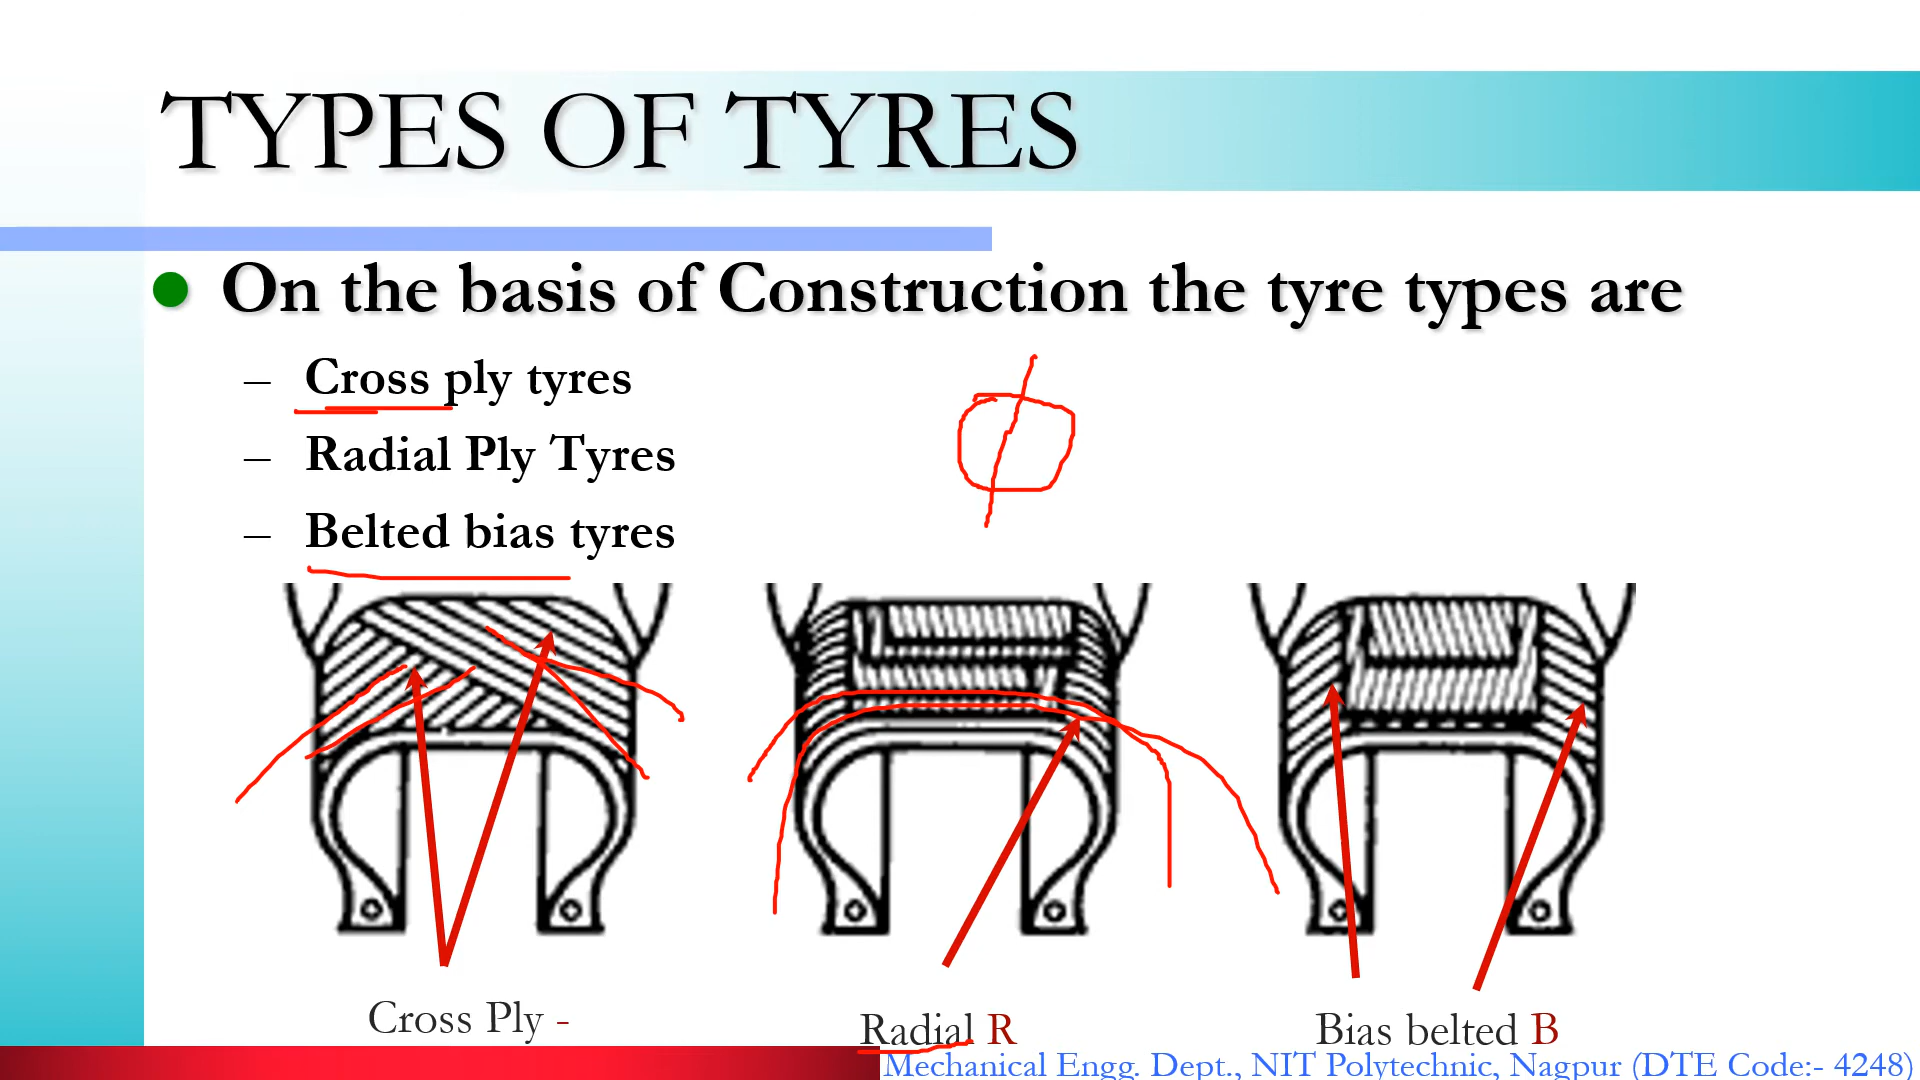 TYPES OF TYRES
On the basis of Construction the tyre types are
– Cross ply tyres
– Radial Ply Tyres
– Belted bias tyres
Cross Ply -
Radial R
Bias belted B
Mechanical Engg. Dept., NIT Polytechnic, Nagpur (DTE Code:- 4248)